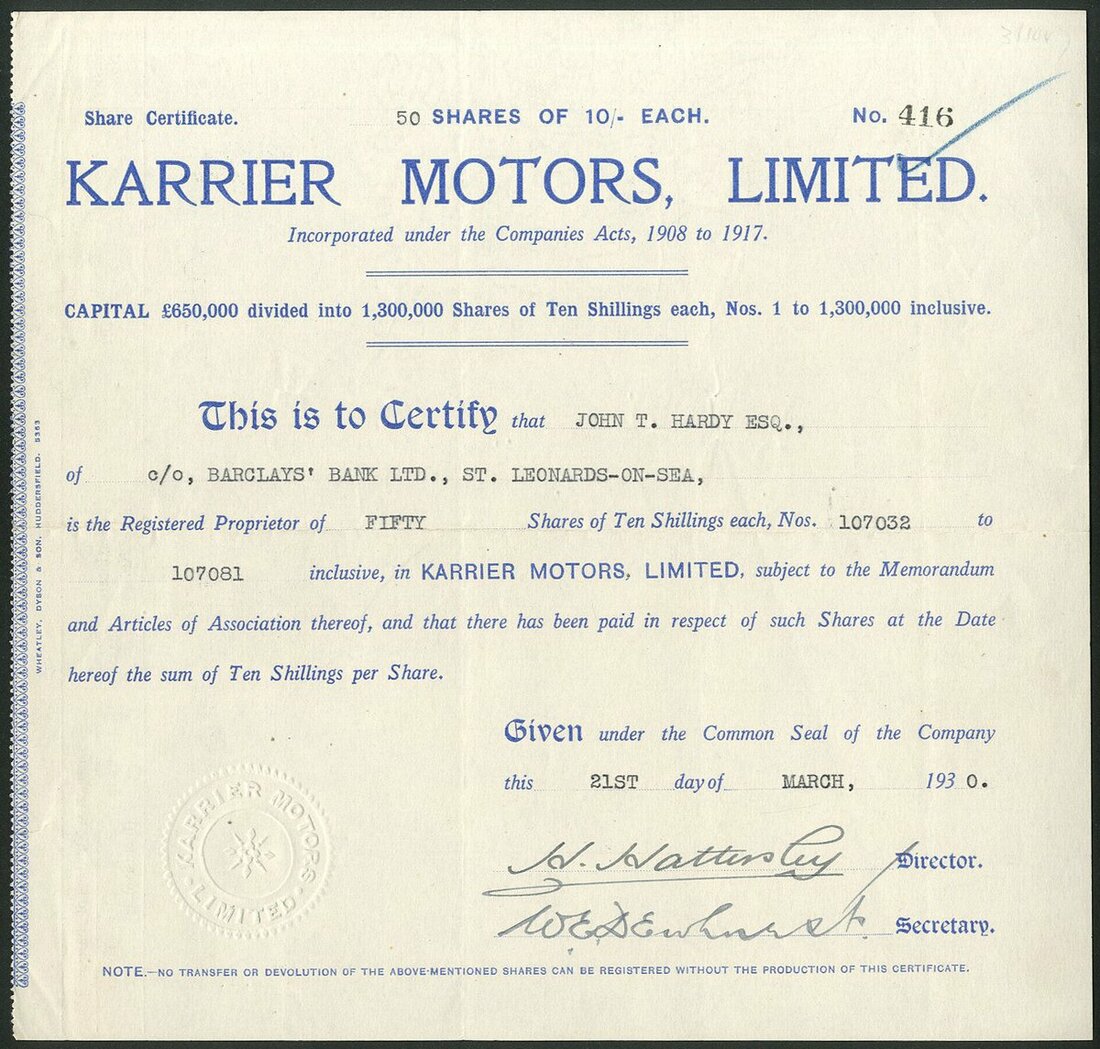 Share Certificate. 50 SHARES OF 10/- EACH. No. 416
KARRIER MOTORS, LIMITED.
Incorporated under the Companies Acts, 1908 to 1917.
CAPITAL £650,000 divided into 1,300,000 Shares of Ten Shillings each, Nos. 1 to 1,300,000 inclusive.
This is to Certify that JOHN T. HARDY ESQ.,
of c/o, BARCLAYS' BANK LTD., ST. LEONARDS-ON-SEA,
is the Registered Proprietor of FIFTY Shares of Ten Shillings each, Nos. 107032 to
107081 inclusive, in KARRIER MOTORS, LIMITED, subject to the Memorandum
and Articles of Association thereof, and that there has been paid in respect of such Shares at the Date
hereof the sum of Ten Shillings per Share.
Given under the Common Seal of the Company
this 21ST day of MARCH, 1930.
H. Hattersley Director.
W E Dewhurst. Secretary.
KARRIER MOTORS
LIMITED
NOTE.—NO TRANSFER OR DEVOLUTION OF THE ABOVE-MENTIONED SHARES CAN BE REGISTERED WITHOUT THE PRODUCTION OF THIS CERTIFICATE.
WHEATLEY, DYSON & SON, HUDDERSFIELD. 5363